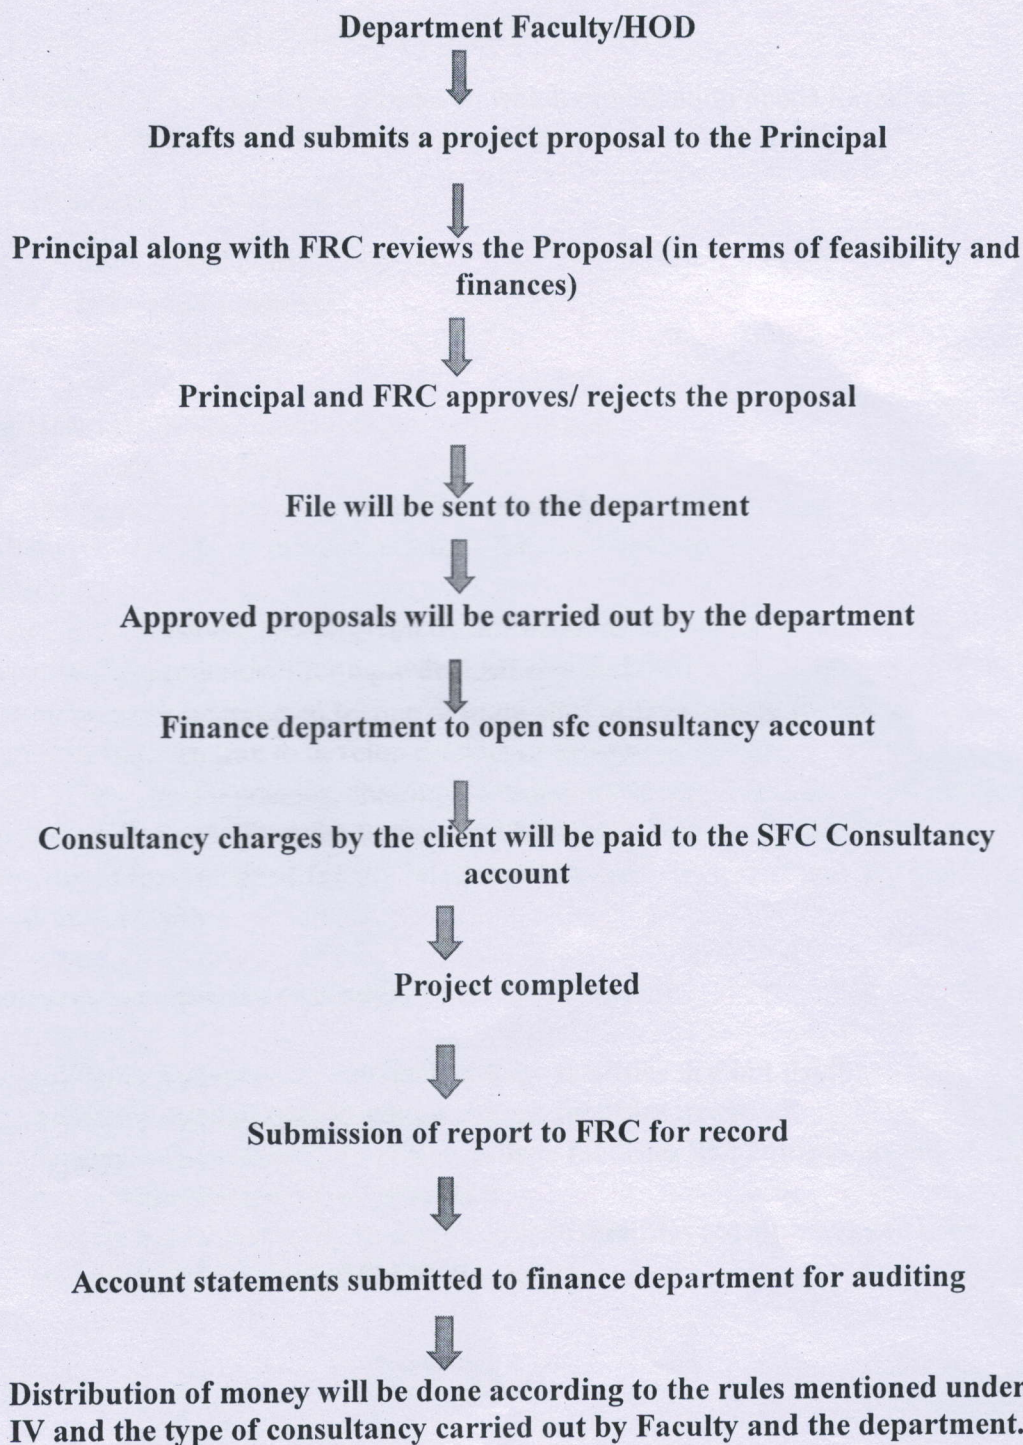 Department Faculty/HOD
Drafts and submits a project proposal to the Principal
Principal along with FRC reviews the Proposal (in terms of feasibility and
finances)
Principal and FRC approves/ rejects the proposal
File will be sent to the department
Approved proposals will be carried out by the department
Finance department to open sfc consultancy account
Consultancy charges by the client will be paid to the SFC Consultancy
account
Project completed
Submission of report to FRC for record
Account statements submitted to finance department for auditing
Distribution of money will be done according to the rules mentioned under
IV and the type of consultancy carried out by Faculty and the department.